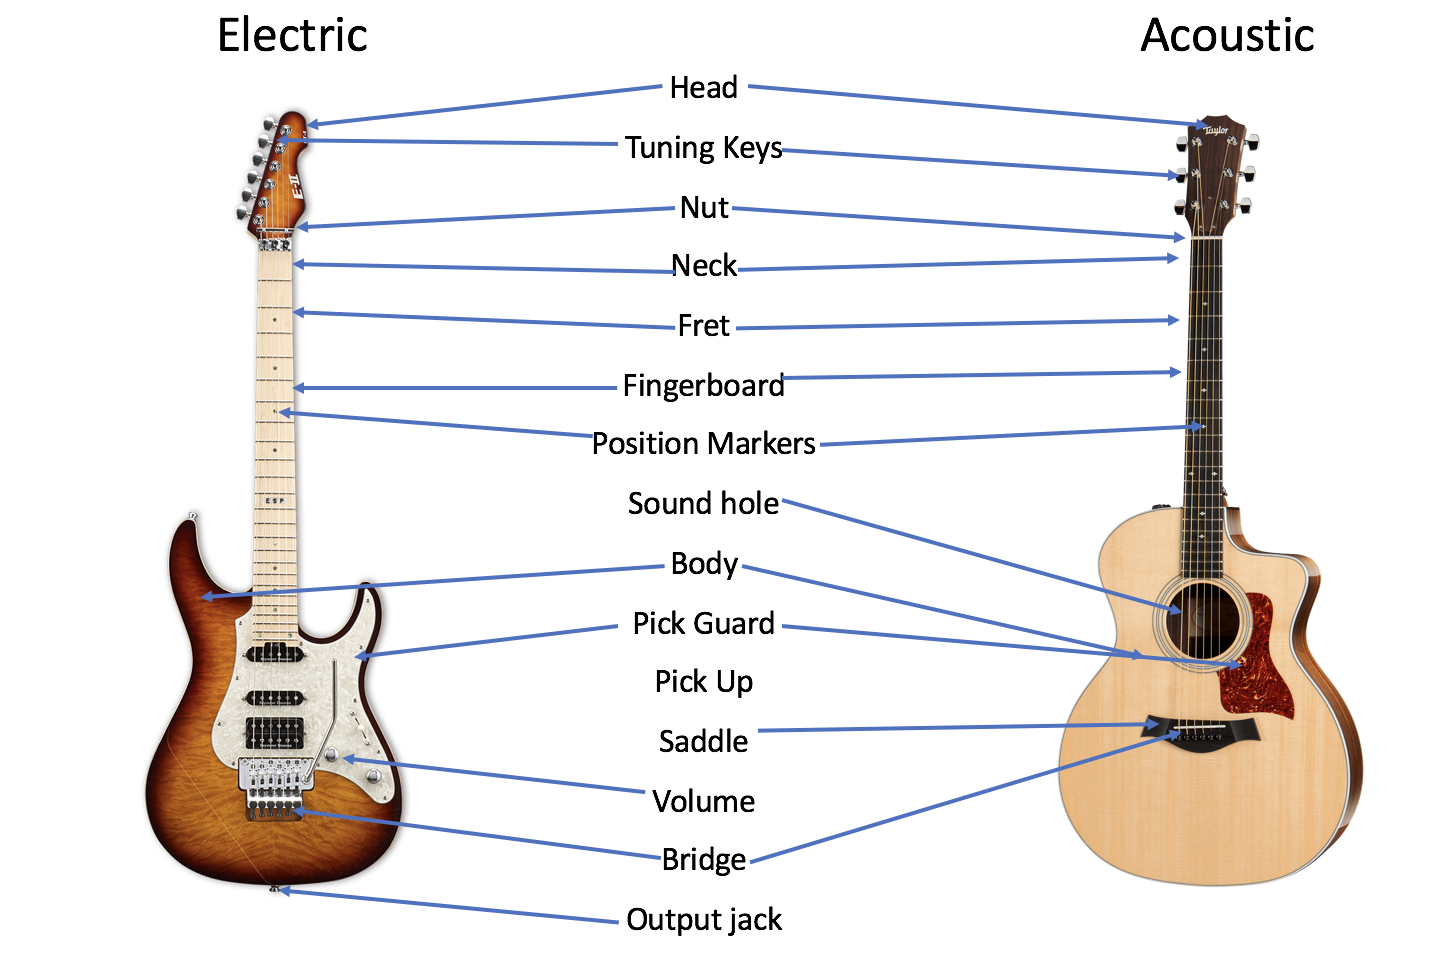 Electric
Acoustic
Head
Tuning Keys
Nut
Neck
Fret
Fingerboard
Position Markers
Sound hole
Body
Pick Guard
Pick Up
Saddle
Volume
Bridge
Output jack
Taylor
E-II
ESP